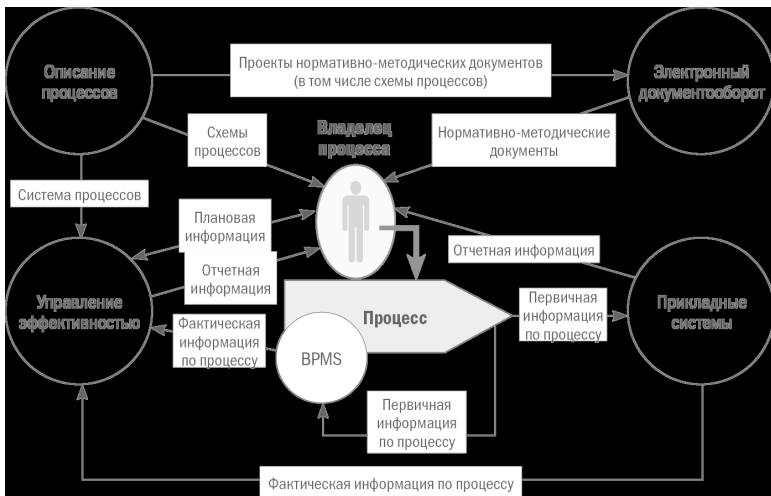 Описание
процессов
Проекты нормативно-методических документов
(в том числе схемы процессов)
Электронный
документооборот
Схемы
процессов
Владелец
процесса
Нормативно-методические
документы
Система процессов
Плановая
информация
Отчетная информация
Отчетная
информация
Управление
эффективностью
Процесс
Первичная
информация
по процессу
Прикладные
системы
Фактическая
информация
по процессу
BPMS
Первичная
информация
по процессу
Фактическая информация по процессу